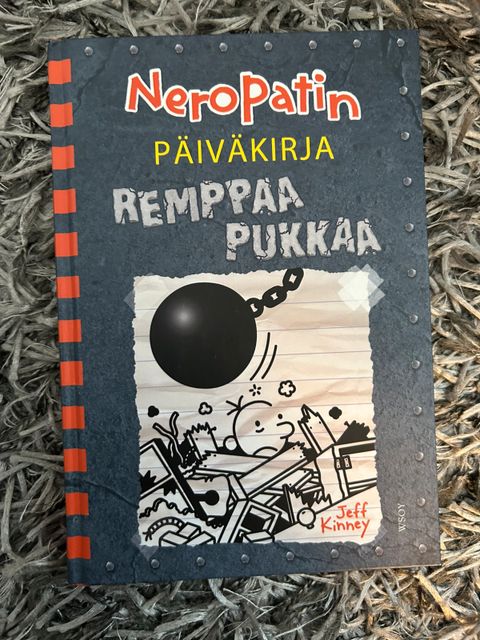 Neropatin
PÄIVÄKIRJA
REMPPAA
PUKKAA
Jeff
Kinney
WSOY